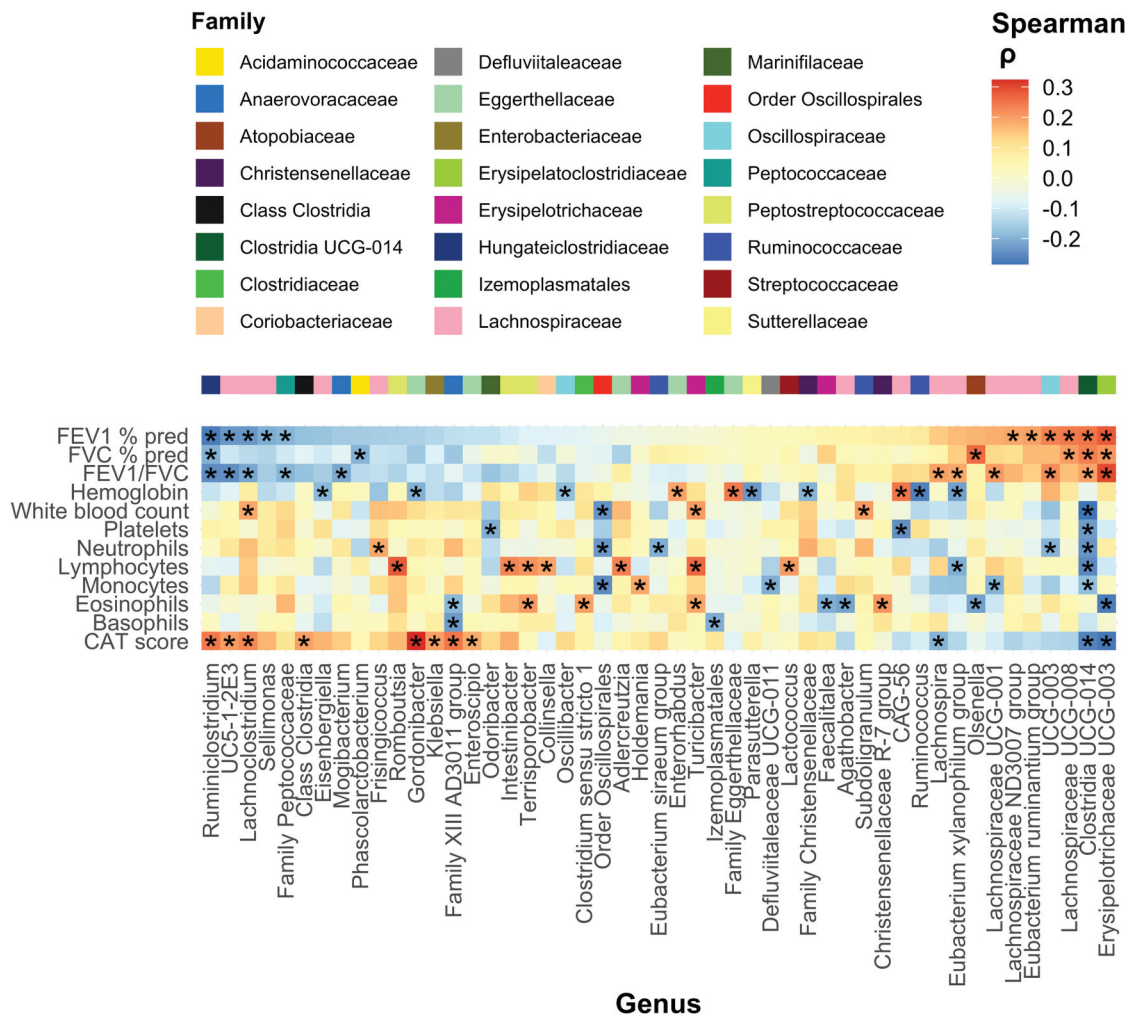 Family
Acidaminococcaceae
Anaerovoracaceae
Atopobiaceae
Christensenellaceae
Class Clostridia
Clostridia UCG-014
Clostridiaceae
Coriobacteriaceae
Defluviitaleaceae
Eggerthellaceae
Enterobacteriaceae
Erysipelatoclostridiaceae
Erysipelotrichaceae
Hungateiclostridiaceae
Izemoplasmatales
Lachnospiraceae
Marinifilaceae
Order Oscillospirales
Oscillospiraceae
Peptococcaceae
Peptostreptococcaceae
Ruminococcaceae
Streptococcaceae
Sutterellaceae
Spearman
ρ
0.3
0.2
0.1
0.0
-0.1
-0.2
FEV1 % pred
FVC % pred
FEV1/FVC
Hemoglobin
White blood count
Platelets
Neutrophils
Lymphocytes
Monocytes
Eosinophils
Basophils
CAT score
Ruminiclostridium
UC5-1-2E3
Lachnoclostridium
Sellimonas
Family Peptococcaceae
Class Clostridia
Eisenbergiella
Mogibacterium
Phascolarctobacterium
Frisingicoccus
Romboutsia
Gordonibacter
Klebsiella
Family XIII AD3011 group
Enteroscipio
Odoribacter
Intestinibacter
Terrisporobacter
Collinsella
Oscillibacter
Clostridium sensu stricto 1
Order Oscillospirales
Adlercreutzia
Holdemania
Eubacterium siraeum group
Enterorhabdus
Turicibacter
Izemoplasmatales
Family Eggerthellaceae
Parasutterella
Defluviitaleaceae UCG-011
Lactococcus
Family Christensenellaceae
Faecalitalea
Agathobacter
Subdoligranulum
Christensenellaceae R-7 group
CAG-56
Ruminococcus
Lachnospira
Eubacterium xylanophilum group
Olsenella
Lachnospiraceae UCG-001
Lachnospiraceae ND3007 group
Eubacterium ruminantium group
UCG-003
Lachnospiraceae UCG-008
Clostridia UCG-014
Erysipelotrichaceae UCG-003
Genus